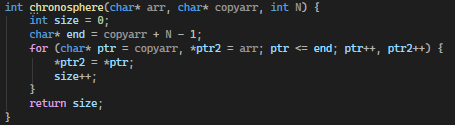 int chronosphere(char* arr, char* copyarr, int N) {
    int size = 0;
    char* end = copyarr + N - 1;
    for (char* ptr = copyarr, *ptr2 = arr; ptr <= end; ptr++, ptr2++) {
        *ptr2 = *ptr;
        size++;
    }
    return size;
}